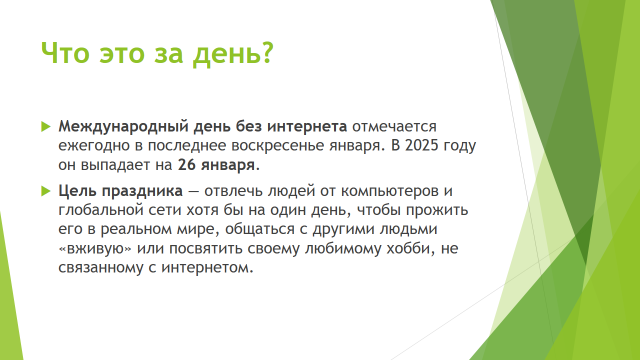 Что это за день?
Международный день без интернета отмечается
ежегодно в последнее воскресенье января. В 2025 году
он выпадает на 26 января.
Цель праздника — отвлечь людей от компьютеров и
глобальной сети хотя бы на один день, чтобы прожить
его в реальном мире, общаться с другими людьми
«вживую» или посвятить своему любимому хобби, не
связанному с интернетом.